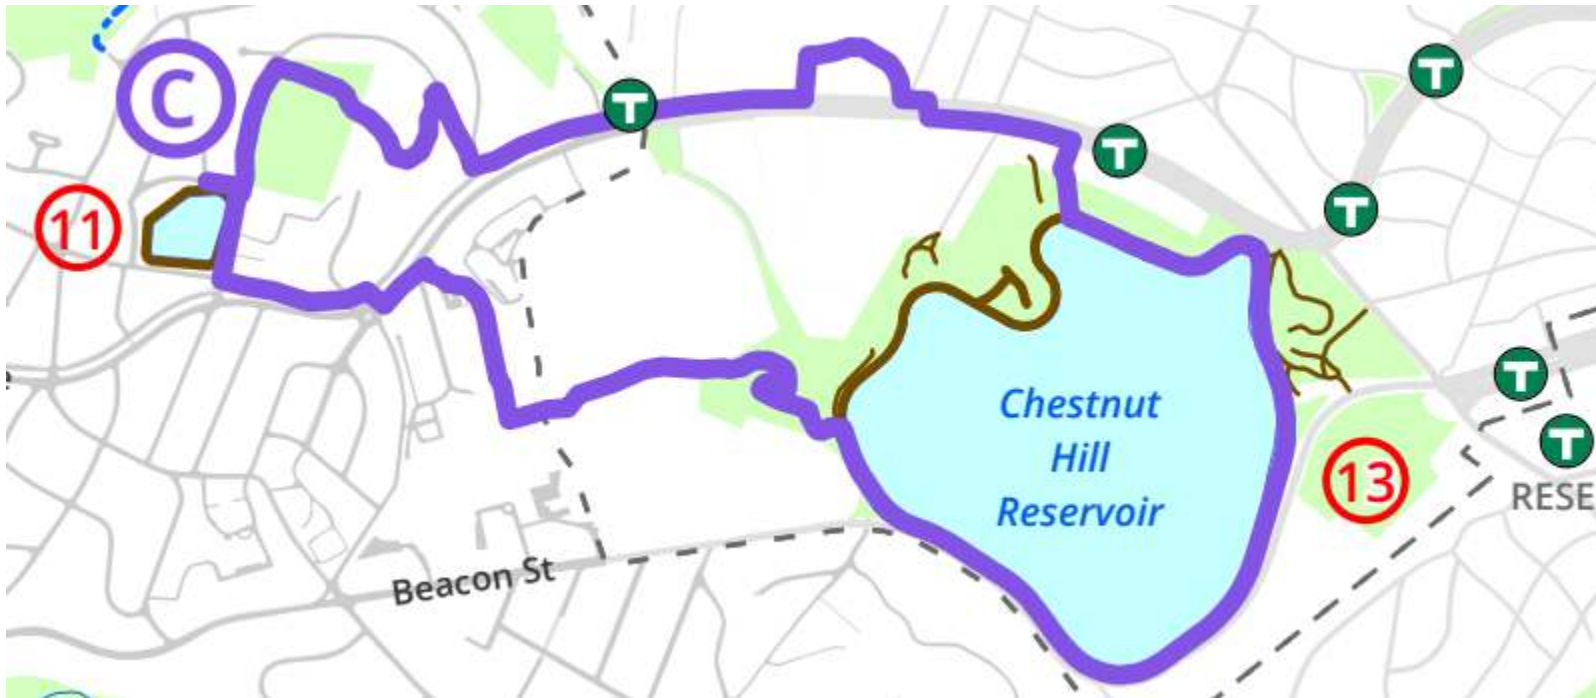 T
C
T
T
T
11
T
Chestnut
Hill
Reservoir
T
13
RESE
Beacon St